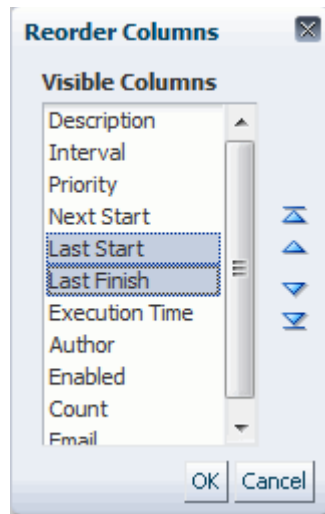 Reorder Columns
Visible Columns
Description
Interval
Priority
Next Start
Last Start
Last Finish
Execution Time
Author
Enabled
Count
Email
OK Cancel